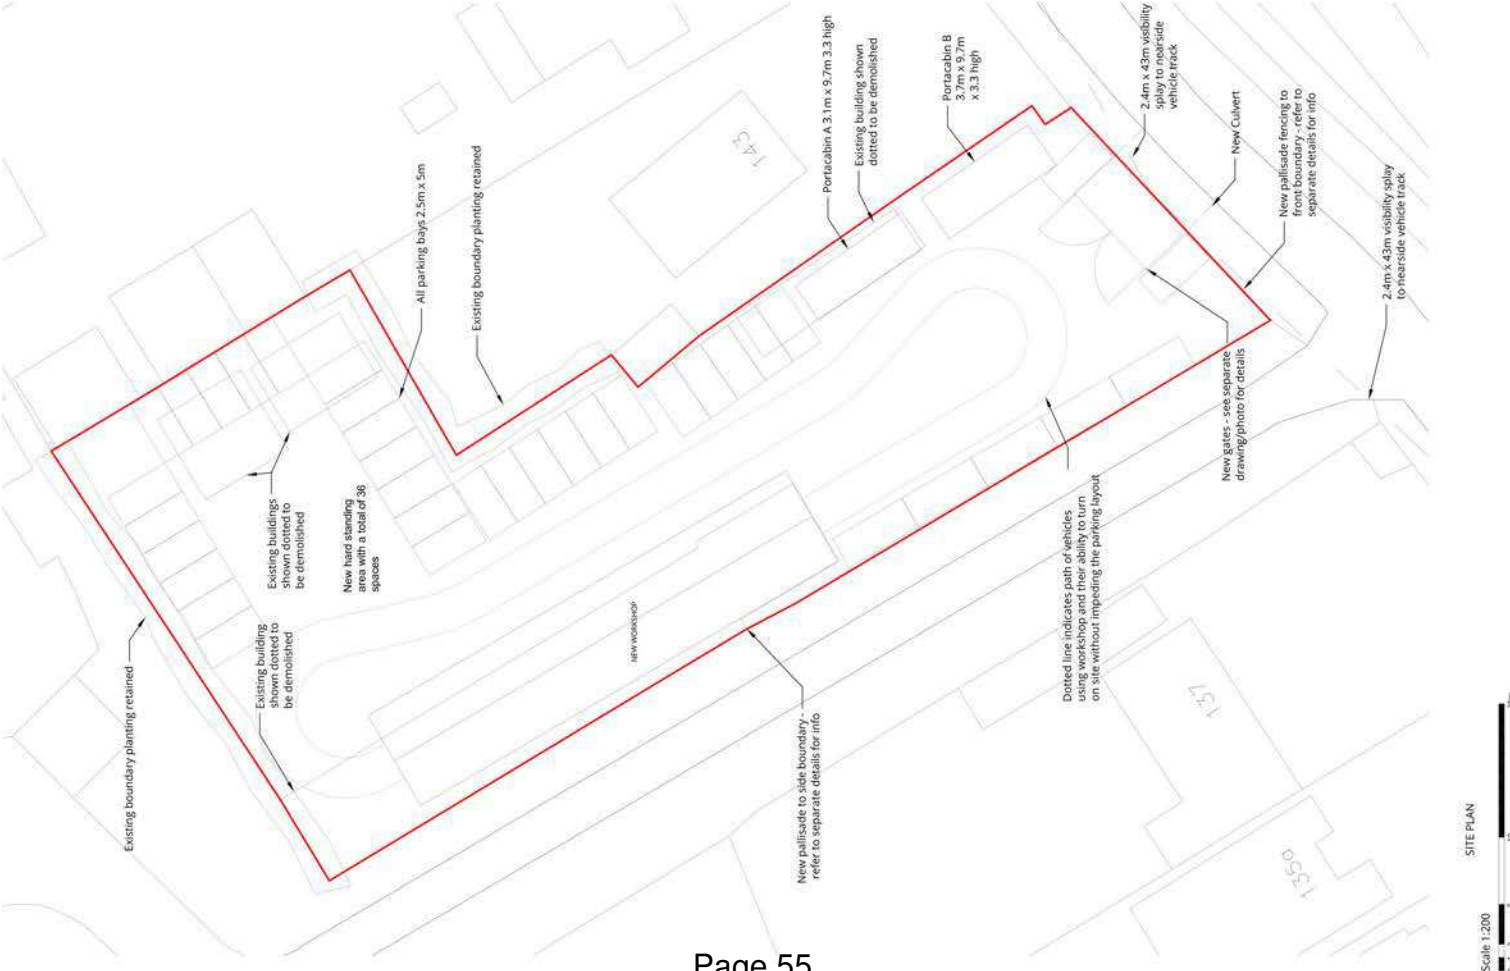 Portacabin A 3.1m x 9.7m 3.3 high
Existing building shown
dotted to be demolished
Portacabin B
3.7m x 9.7m
x 3.3 high
2.4m x 43m visibility
splay to nearside
vehicle track
143
All parking bays 2.5m x 5m
Existing boundary planting retained
New Culvert
New pallisade fencing to
front boundary - refer to
separate details for info
2.4m x 43m visibility splay
to nearside vehicle track
Existing buildings
shown dotted to
be demolished
New hard standing
area with a total of 36
spaces
New gates - see separate
drawing/photo for details
Existing building
shown dotted to
be demolished
NEW WORKSHOP
Dotted line indicates path of vehicles
using workshop and their ability to turn
on site without impeding the parking layout
Existing boundary planting retained
New pallisade to side boundary -
refer to separate details for info
137
135a
SITE PLAN
Scale 1:200
Page 55